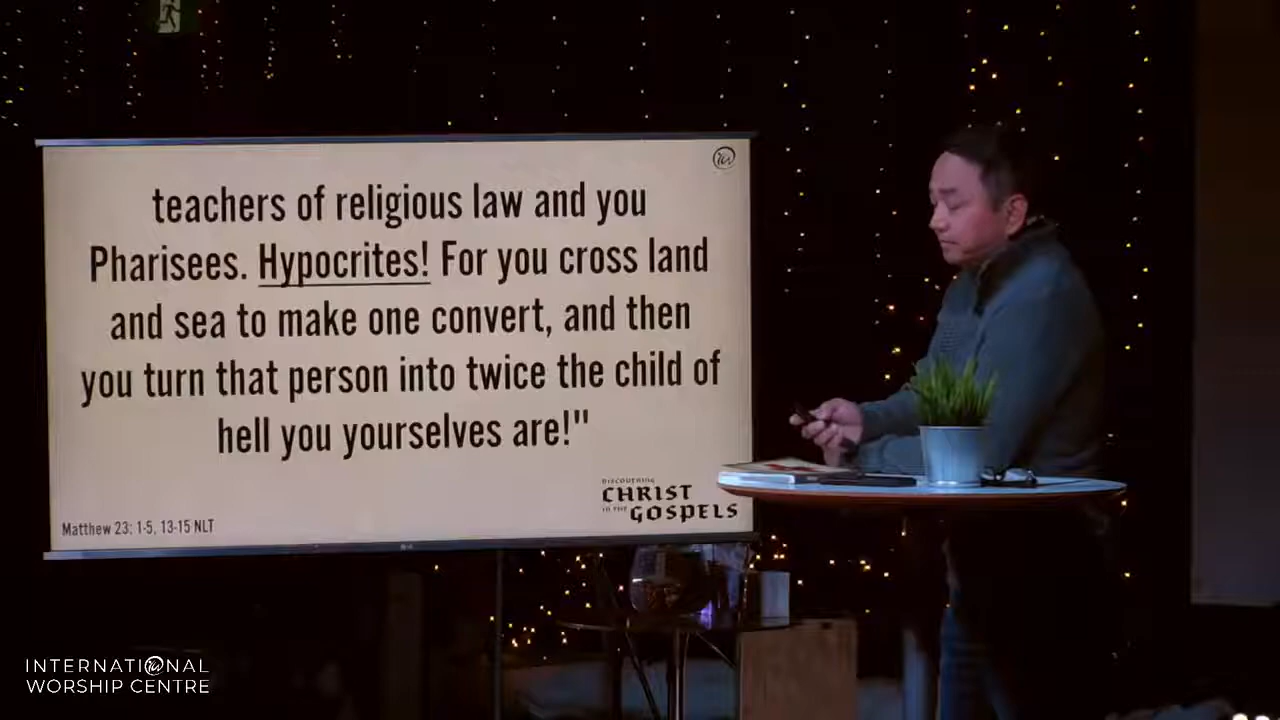 teachers of religious law and you
Pharisees. Hypocrites! For you cross land
and sea to make one convert, and then
you turn that person into twice the child of
hell you yourselves are!"
DISCOVERING
CHRIST
IN THE GOSPELS
Matthew 23: 1-5, 13-15 NLT
INTERNATIONAL
WORSHIP CENTRE